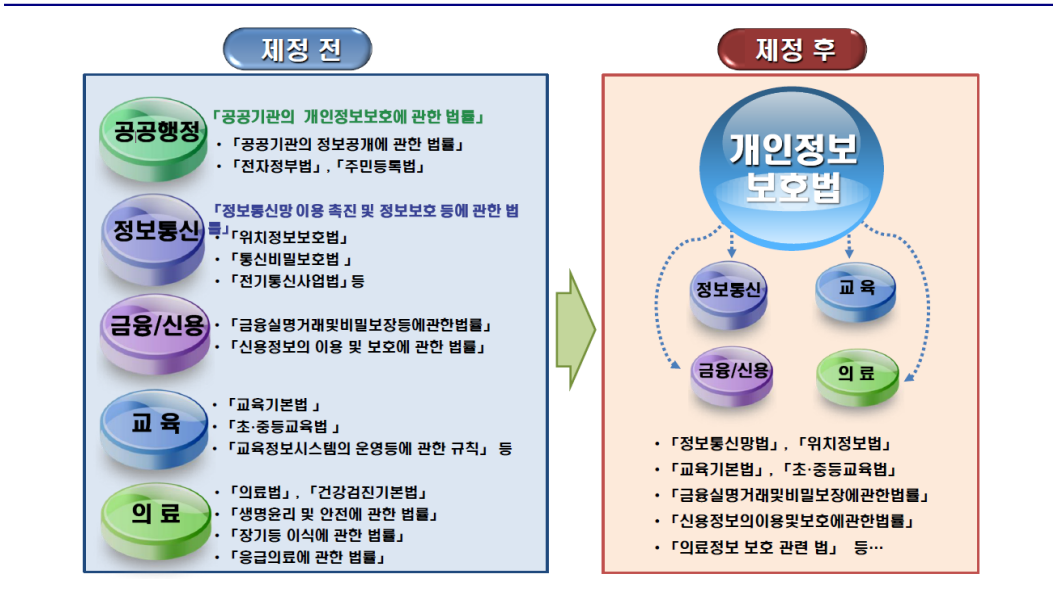 제정 전
공공행정
「공공기관의 개인정보보호에 관한 법률」
· 「공공기관의 정보공개에 관한 법률」
· 「전자정부법」, 「주민등록법」
정보통신
「정보통신망 이용 촉진 및 정보보호 등에 관한 법
률」
· 「위치정보보호법」
· 「통신비밀보호법 」
· 「전기통신사업법」 등
금융/신용
· 「금융실명거래및비밀보장등에관한법률」
· 「신용정보의 이용 및 보호에 관한 법률」
교 육
· 「교육기본법 」
· 「초·중등교육법 」
· 「교육정보시스템의 운영등에 관한 규칙」 등
의 료
· 「의료법」, 「건강검진기본법」
· 「생명윤리 및 안전에 관한 법률」
· 「장기등 이식에 관한 법률」
· 「응급의료에 관한 법률」
제정 후
개인정보
보호법
정보통신
교 육
금융/신용
의 료
· 「정보통신망법」, 「위치정보법」
· 「교육기본법」, 「초·중등교육법」
· 「금융실명거래및비밀보장에관한법률」
· 「신용정보의이용및보호에관한법률」
· 「의료정보 보호 관련 법」 등…